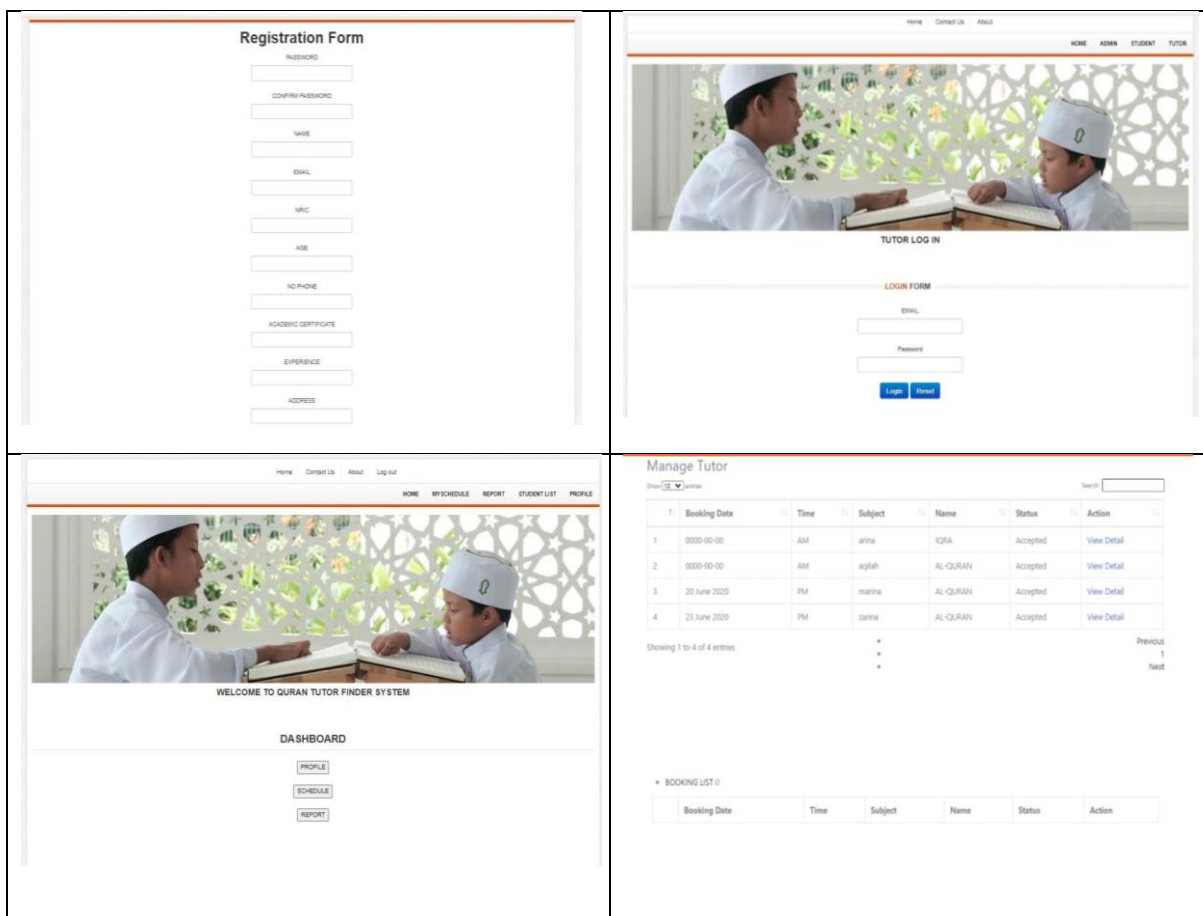 Registration Form
PASSWORD
CONFIRM PASSWORD
NAME
EMAIL
NRIC
AGE
NO PHONE
ACADEMIC CERTIFICATE
EXPERIENCE
ADDRESS
Home Contact Us About
HOME ADMIN STUDENT TUTOR
TUTOR LOG IN
LOGIN FORM
EMAIL
Password
Login Reset
Home Contact Us About Log out
HOME MYSCHEDULE REPORT STUDENT LIST PROFILE
WELCOME TO QURAN TUTOR FINDER SYSTEM
DASHBOARD
PROFILE
SCHEDULE
REPORT
Manage Tutor
Show 10 entries Search:
Booking Date Time Subject Name Status Action
1 0000-00-00 AM arina IQRA Accepted View Detail
2 0000-00-00 AM aqilah AL-QURAN Accepted View Detail
3 20 June 2020 PM marina AL-QURAN Accepted View Detail
4 23 June 2020 PM zarina AL-QURAN Accepted View Detail
Showing 1 to 4 of 4 entries
Previous
1
Next
BOOKING LIST 0
Booking Date Time Subject Name Status Action